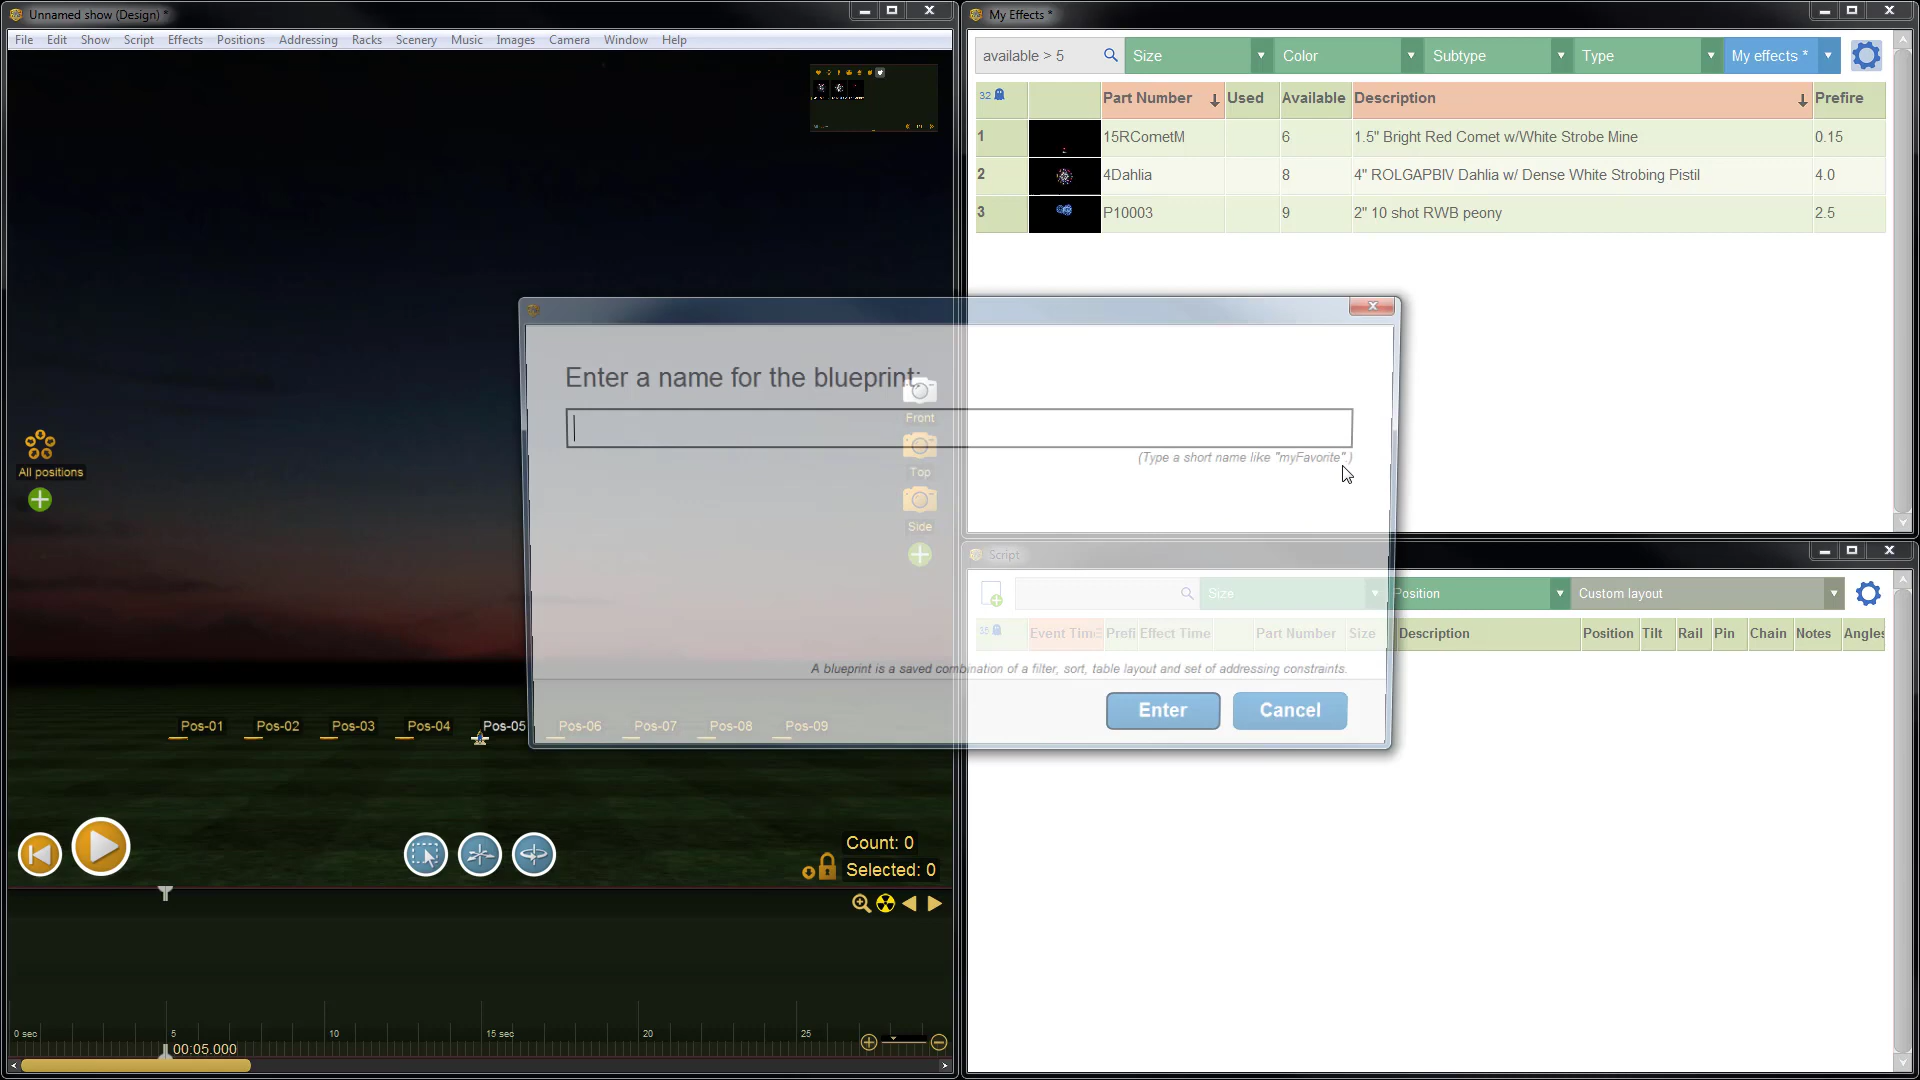 Unnamed show (Design) *
File Edit Show Script Effects Positions Addressing Racks Scenery Music Images Camera Window Help
All positions
Front
Top
Side
Pos-01 Pos-02 Pos-03 Pos-04 Pos-05 Pos-06 Pos-07 Pos-08 Pos-09
Count: 0
Selected: 0
0 sec 5 10 15 sec 20 25
00:05.000
My Effects *
available > 5 Size Color Subtype Type My effects *
32 Part Number Used Available Description Prefire
1 15RCometM 6 1.5" Bright Red Comet w/White Strobe Mine 0.15
2 4Dahlia 8 4" ROLGAPBIV Dahlia w/ Dense White Strobing Pistil 4.0
3 P10003 9 2" 10 shot RWB peony 2.5
Enter a name for the blueprint:
(Type a short name like "myFavorite".)
A blueprint is a saved combination of a filter, sort, table layout and set of addressing constraints.
Enter Cancel
Script
Size Position Custom layout
35 Event Time Prefi Effect Time Part Number Size Description Position Tilt Rail Pin Chain Notes Angles